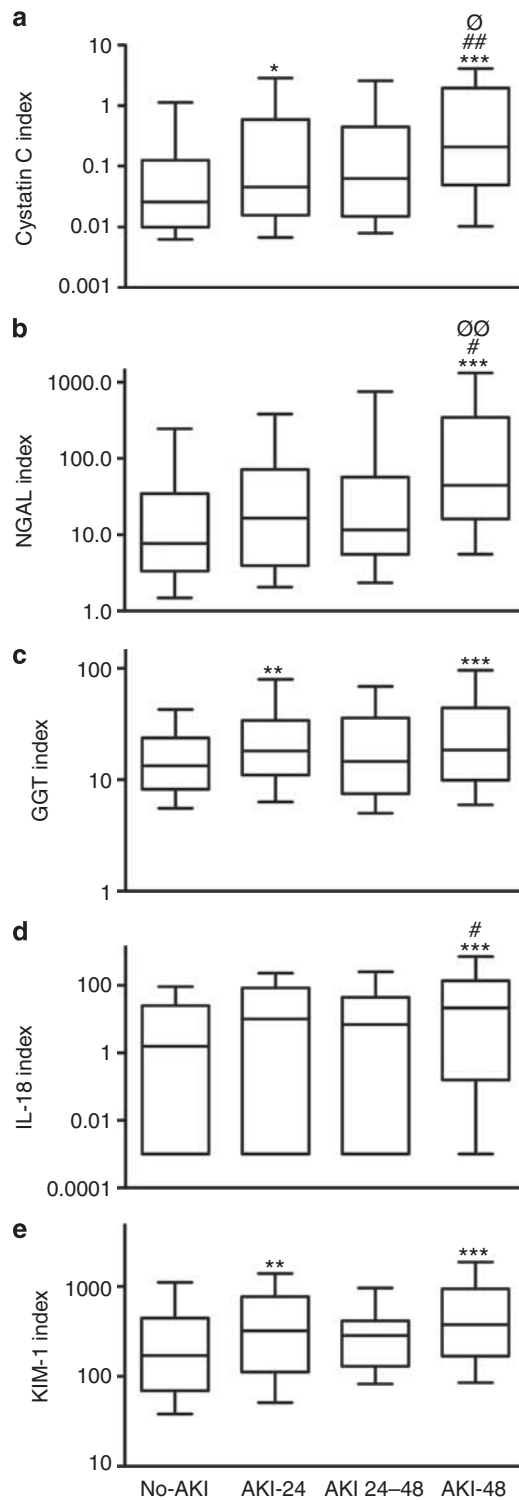 a
Ø
##
***
*
10
1
0.1
0.01
0.001
Cystatin C index
b
ØØ
#
***
1000.0
100.0
10.0
1.0
NGAL index
c
**
***
100
10
1
GGT index
d
#
***
100
1
0.01
0.0001
IL-18 index
e
**
***
1000
100
10
KIM-1 index
No-AKI AKI-24 AKI 24–48 AKI-48